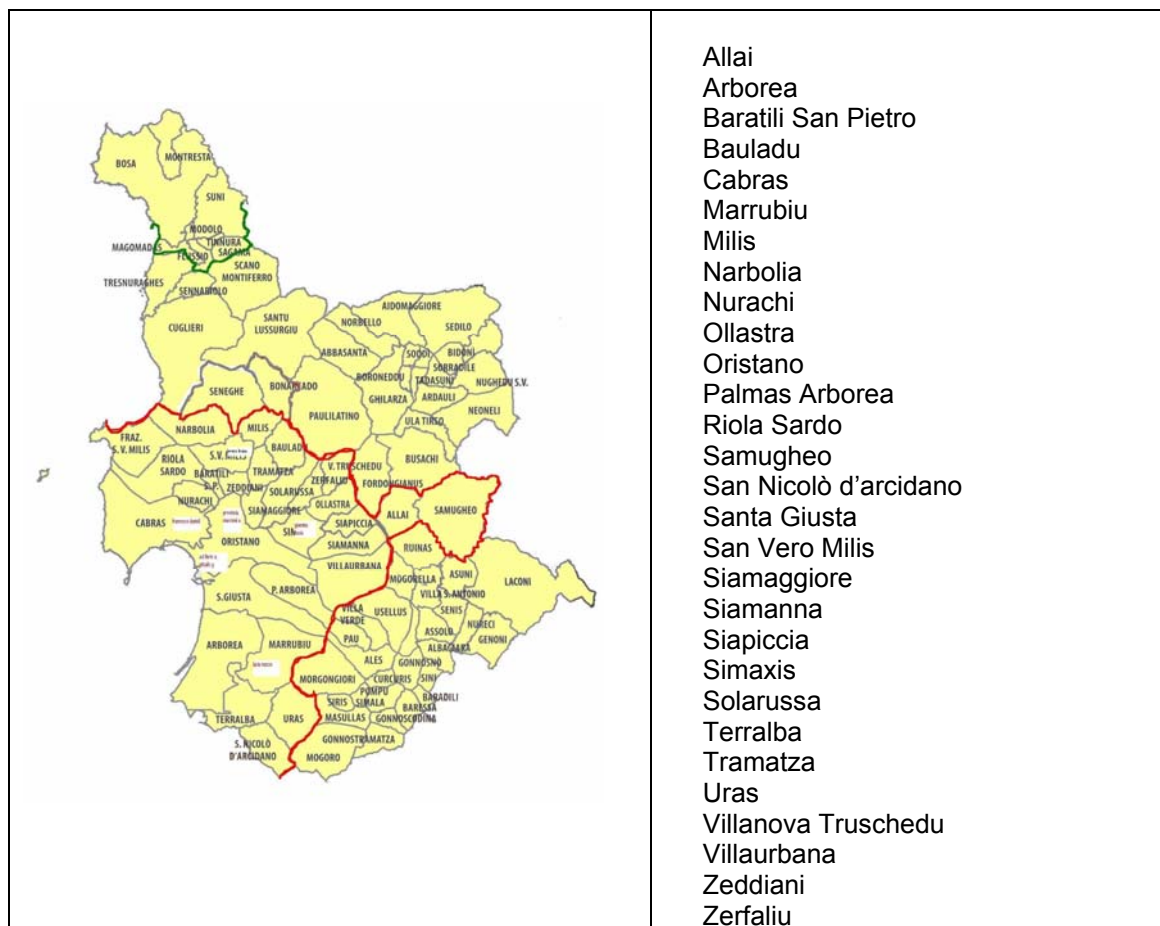 BOSA
MONTRESTA
SUNI
MODOLO
MAGOMADAS
TINNURA
FLUSSIO
SAGAMA
SCANO
MONTIFERRO
TRESNURAGHES
SENNARIOLO
CUGLIERI
SANTU
LUSSURGIU
AIDOMAGGIORE
NORBELLO
SEDILO
ABBASANTA
SODDI
BIDONI
SORRADILE
BORONEDDU
TADASUNI
NUGHEDU S.V.
SENEGHE
BONARCADO
GHILARZA
ARDAULI
NEONELI
PAULILATINO
ULA TIRSO
FRAZ.
S. V. MILIS
NARBOLIA
MILIS
BAULADU
BUSACHI
RIOLA
SARDO
S.V. MILIS
BARATILI
S. P.
TRAMATZA
V. TRUSCHEDU
ZERFALIU
FORDONGIANUS
ZEDDIANI
SOLARUSSA
NURACHI
SIAMAGGIORE
OLLASTRA
ALLAI
SAMUGHEO
CABRAS
ORISTANO
SIAPICCIA
SIAMANNA
RUINAS
VILLAURBANA
MOGORELLA
ASUNI
LACONI
S.GIUSTA
P. ARBOREA
VILLA S. ANTONIO
VILLA
VERDE
USELLUS
SENIS
NURECI
ASSOLO
GENONI
ARBOREA
MARRUBIU
PAU
ALBAGIARA
ALES
GONNOSNO
MORGONGIORI
CURCURIS
SINI
POMPU
SIRIS
SIMALA
BARADILI
BARESSA
TERRALBA
URAS
MASULLAS
GONNOSCODINA
GONNOSTRAMATZA
S. NICOLÒ
D'ARCIDANO
MOGORO
Allai
Arborea
Baratili San Pietro
Bauladu
Cabras
Marrubiu
Milis
Narbolia
Nurachi
Ollastra
Oristano
Palmas Arborea
Riola Sardo
Samugheo
San Nicolò d’arcidano
Santa Giusta
San Vero Milis
Siamaggiore
Siamanna
Siapiccia
Simaxis
Solarussa
Terralba
Tramatza
Uras
Villanova Truschedu
Villaurbana
Zeddiani
Zerfaliu